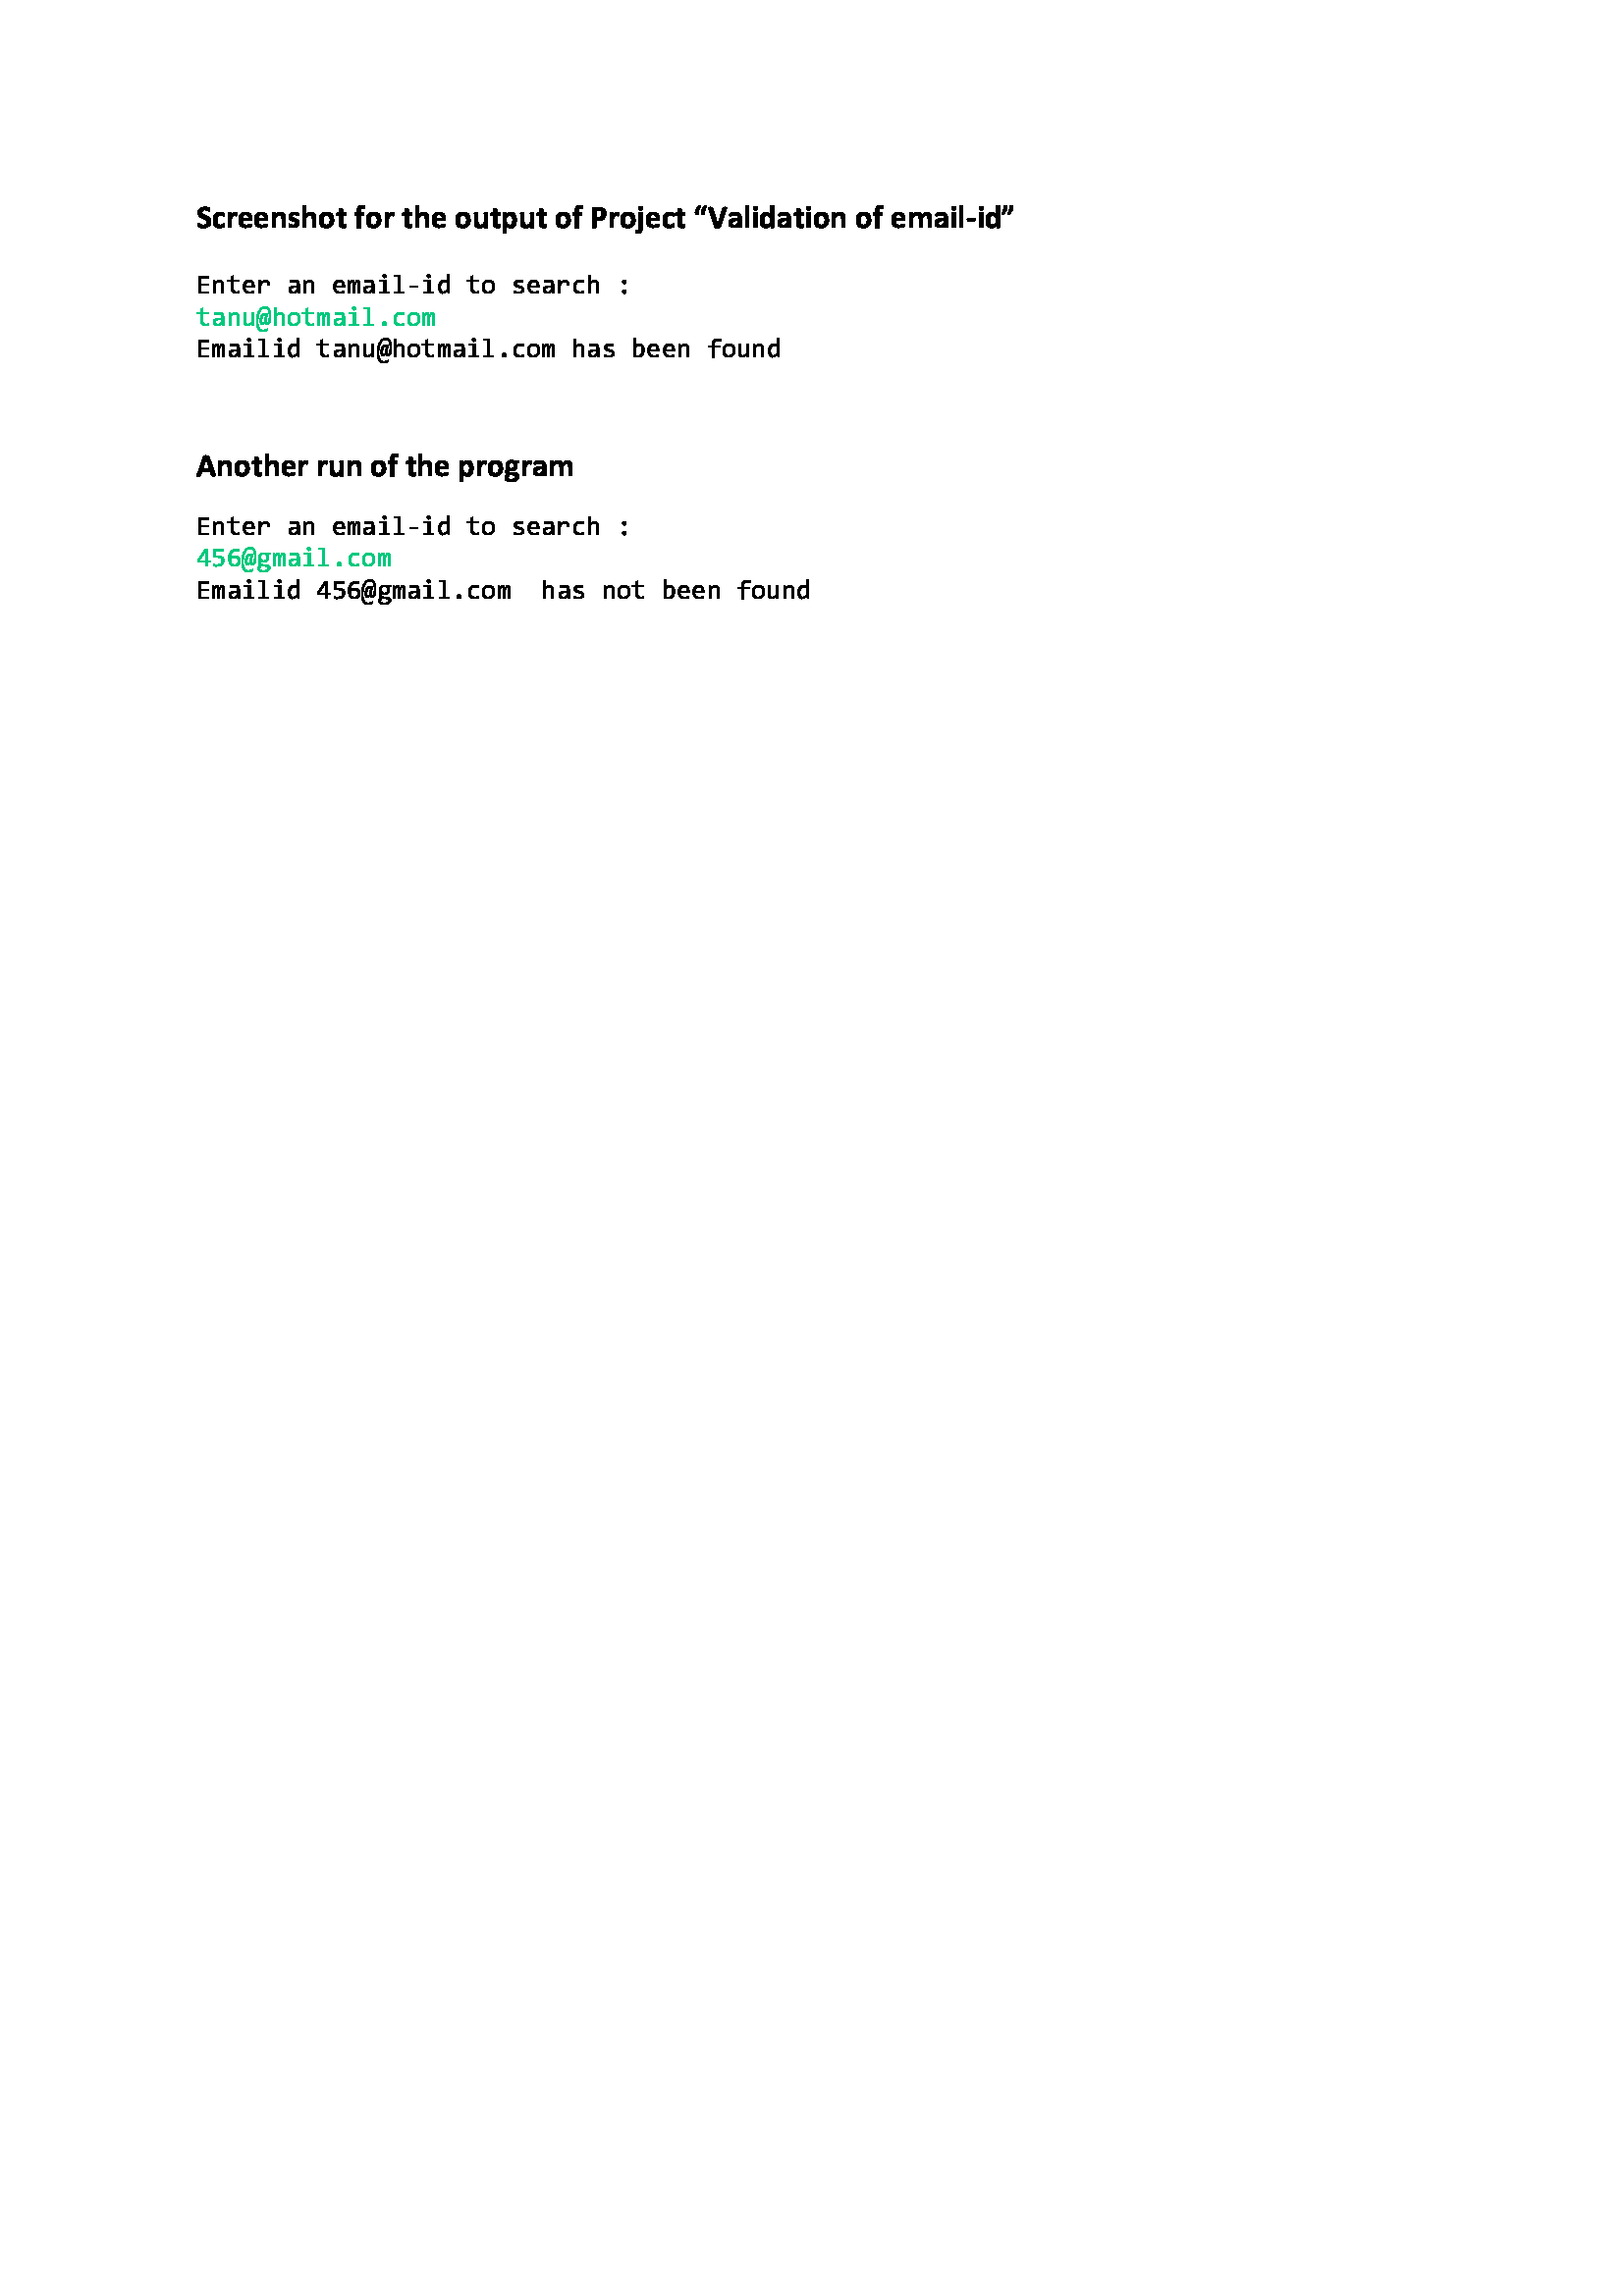 Screenshot for the output of Project “Validation of email-id”
Enter an email-id to search :
tanu@hotmail.com
Emailid tanu@hotmail.com has been found
Another run of the program
Enter an email-id to search :
456@gmail.com
Emailid 456@gmail.com  has not been found